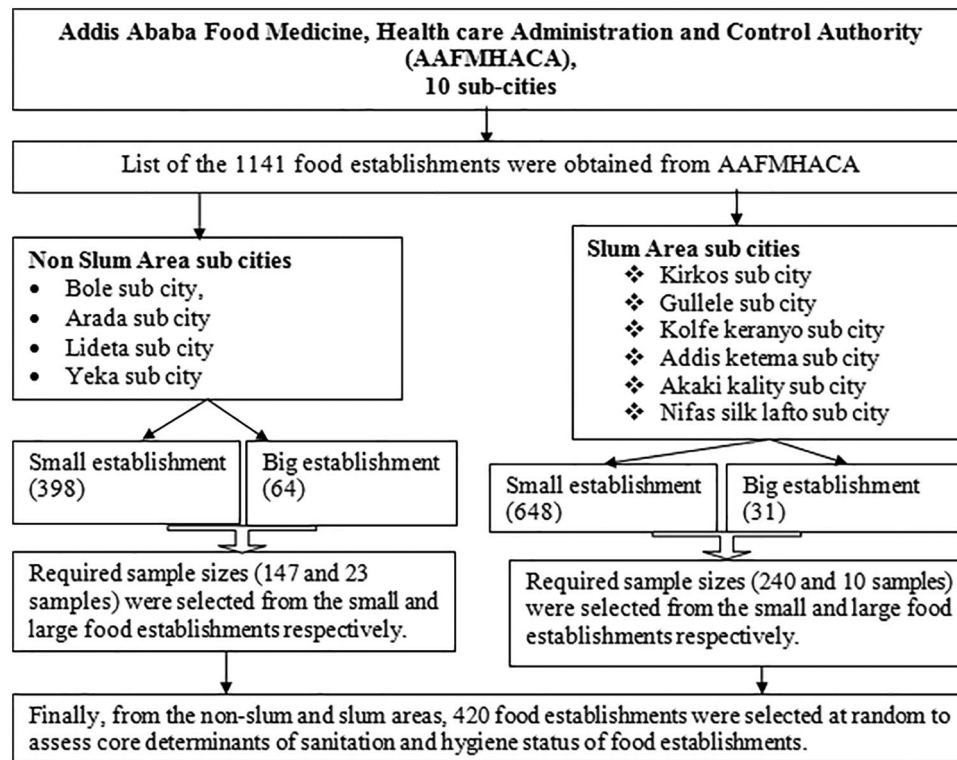 Addis Ababa Food Medicine, Health care Administration and Control Authority
(AAFMHACA),
10 sub-cities
List of the 1141 food establishments were obtained from AAFMHACA
Non Slum Area sub cities
• Bole sub city,
• Arada sub city
• Lideta sub city
• Yeka sub city
Slum Area sub cities
❖ Kirkos sub city
❖ Gullele sub city
❖ Kolfe keranyo sub city
❖ Addis ketema sub city
❖ Akaki kality sub city
❖ Nifas silk lafto sub city
Small establishment
(398)
Big establishment
(64)
Small establishment
(648)
Big establishment
(31)
Required sample sizes (147 and 23
samples) were selected from the small and
large food establishments respectively.
Required sample sizes (240 and 10 samples)
were selected from the small and large food
establishments respectively.
Finally, from the non-slum and slum areas, 420 food establishments were selected at random to
assess core determinants of sanitation and hygiene status of food establishments.